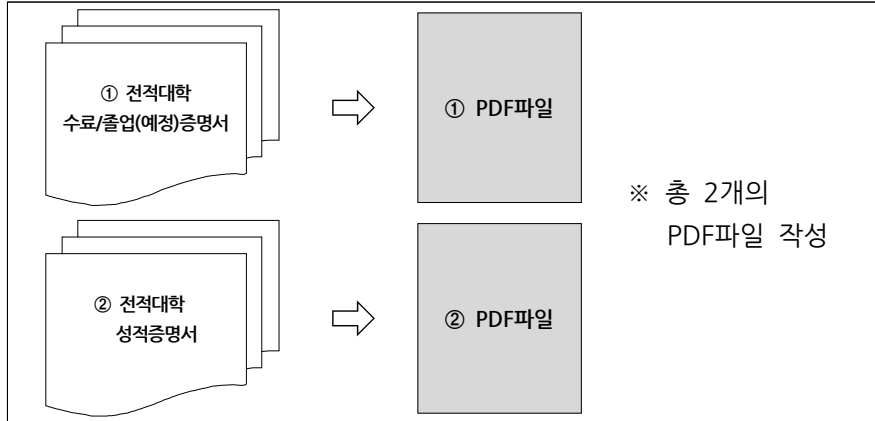 ① 전적대학
수료/졸업(예정)증명서
① PDF파일
※ 총 2개의
PDF파일 작성
② 전적대학
성적증명서
② PDF파일